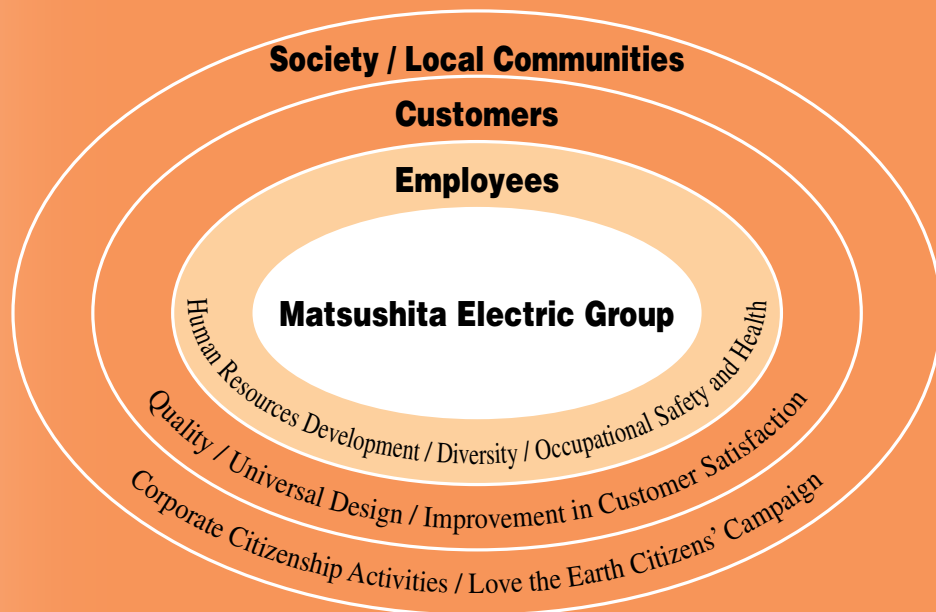 Society / Local Communities
Customers
Employees
Matsushita Electric Group
Human Resources Development / Diversity / Occupational Safety and Health
Quality / Universal Design / Improvement in Customer Satisfaction
Corporate Citizenship Activities / Love the Earth Citizens’ Campaign